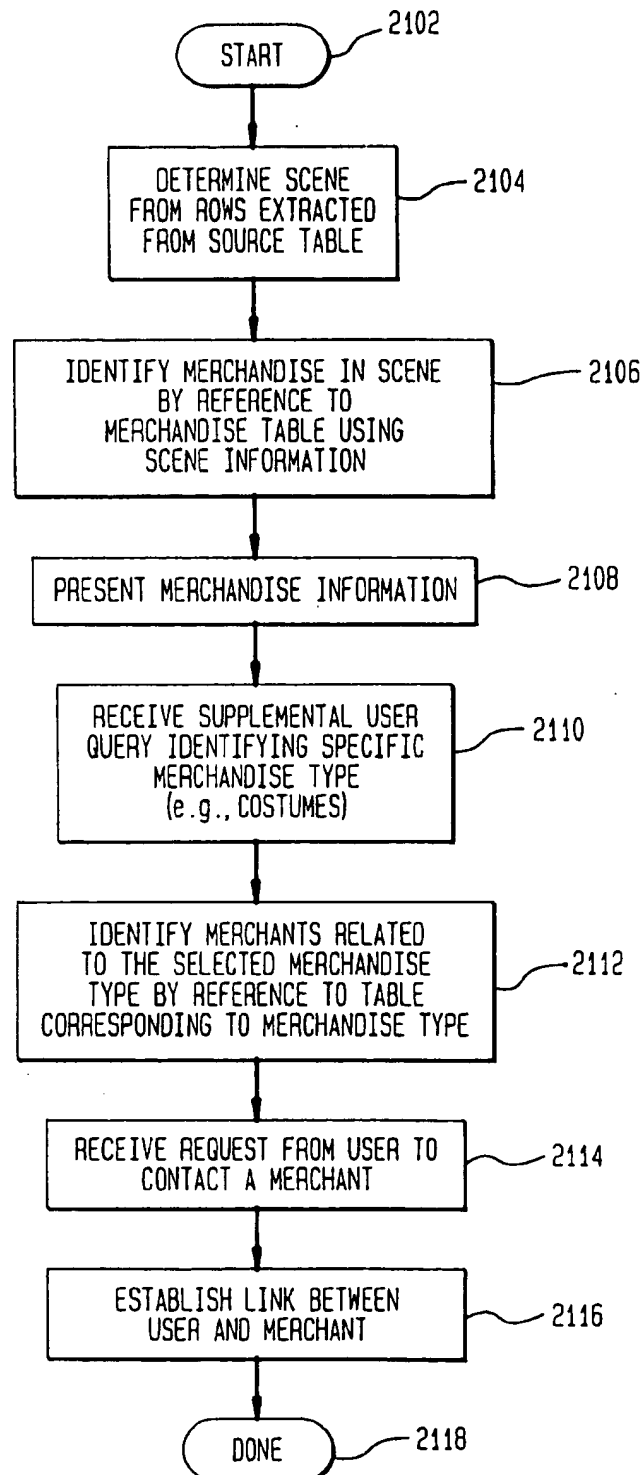 START
2102
DETERMINE SCENE
FROM ROWS EXTRACTED
FROM SOURCE TABLE
2104
IDENTIFY MERCHANDISE IN SCENE
BY REFERENCE TO
MERCHANDISE TABLE USING
SCENE INFORMATION
2106
PRESENT MERCHANDISE INFORMATION
2108
RECEIVE SUPPLEMENTAL USER
QUERY IDENTIFYING SPECIFIC
MERCHANDISE TYPE
(e.g., COSTUMES)
2110
IDENTIFY MERCHANTS RELATED
TO THE SELECTED MERCHANDISE
TYPE BY REFERENCE TO TABLE
CORRESPONDING TO MERCHANDISE TYPE
2112
RECEIVE REQUEST FROM USER TO
CONTACT A MERCHANT
2114
ESTABLISH LINK BETWEEN
USER AND MERCHANT
2116
DONE
2118